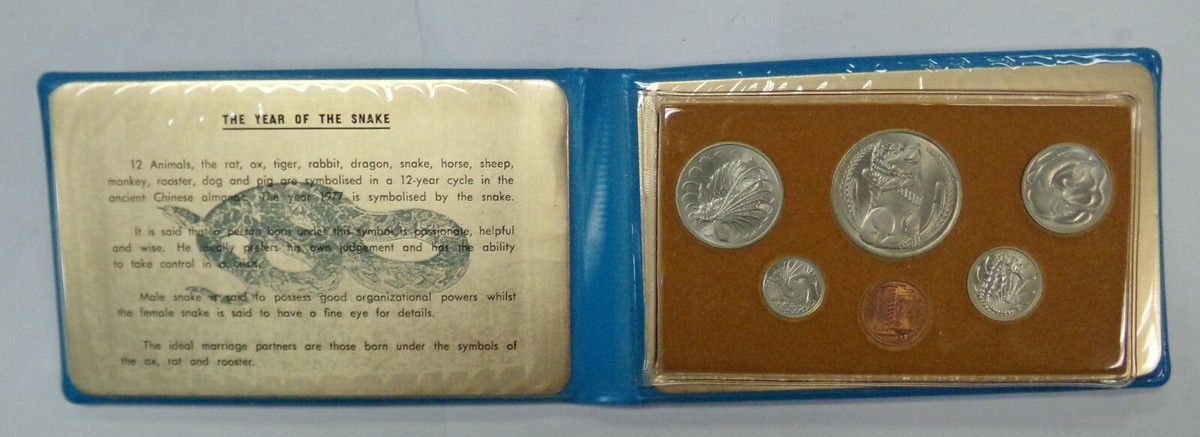 THE YEAR OF THE SNAKE
12 Animals, the rat, ox, tiger, rabbit, dragon, snake, horse, sheep,
monkey, rooster, dog and pig are symbolised in a 12-year cycle in the
ancient Chinese almanac. The year 1977 is symbolised by the snake.
It is said that a person born under this symbol is passionate, helpful
and wise. He usually prefers his own judgement and has the ability
to take control in a crisis.
Male snake is said to possess good organizational powers whilst
the female snake is said to have a fine eye for details.
The ideal marriage partners are those born under the symbols of
the ox, rat and rooster.